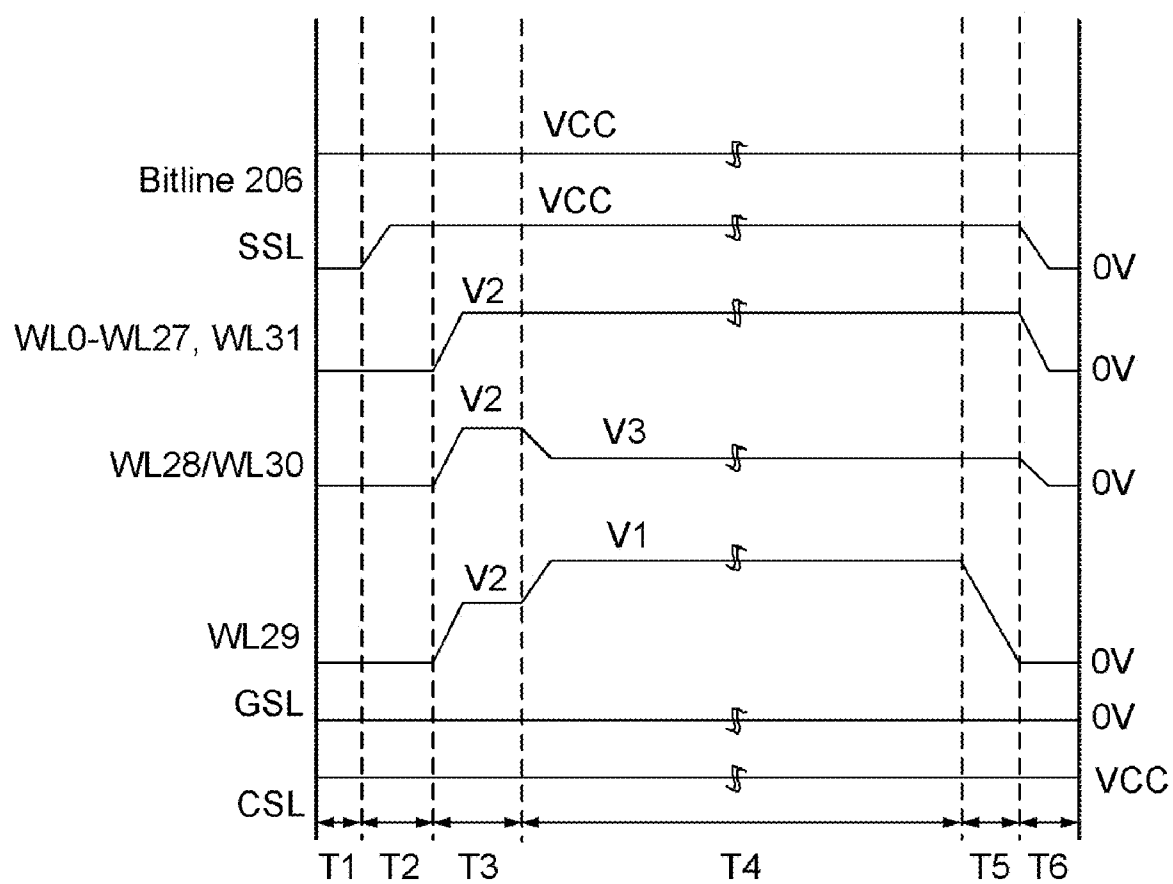 VCC
Bitline 206
VCC
SSL
0V
V2
WL0-WL27, WL31
0V
V2
V3
WL28/WL30
0V
V1
V2
WL29
0V
GSL
0V
VCC
CSL
T1 T2 T3 T4 T5 T6